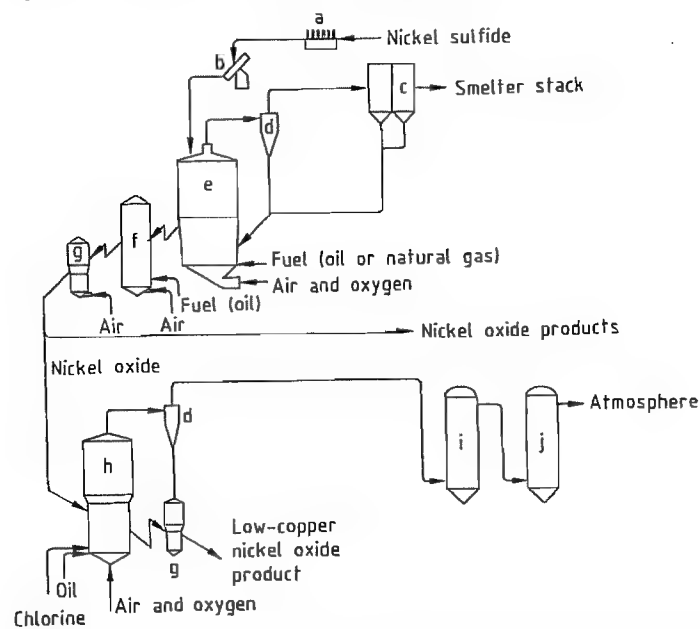 a
Nickel sulfide
b
c
Smelter stack
d
e
f
g
Fuel (oil or natural gas)
Air and oxygen
Fuel (oil)
Air
Air
Nickel oxide products
Nickel oxide
d
Atmosphere
h
i
j
Low-copper
nickel oxide
product
g
Oil
Air and oxygen
Chlorine